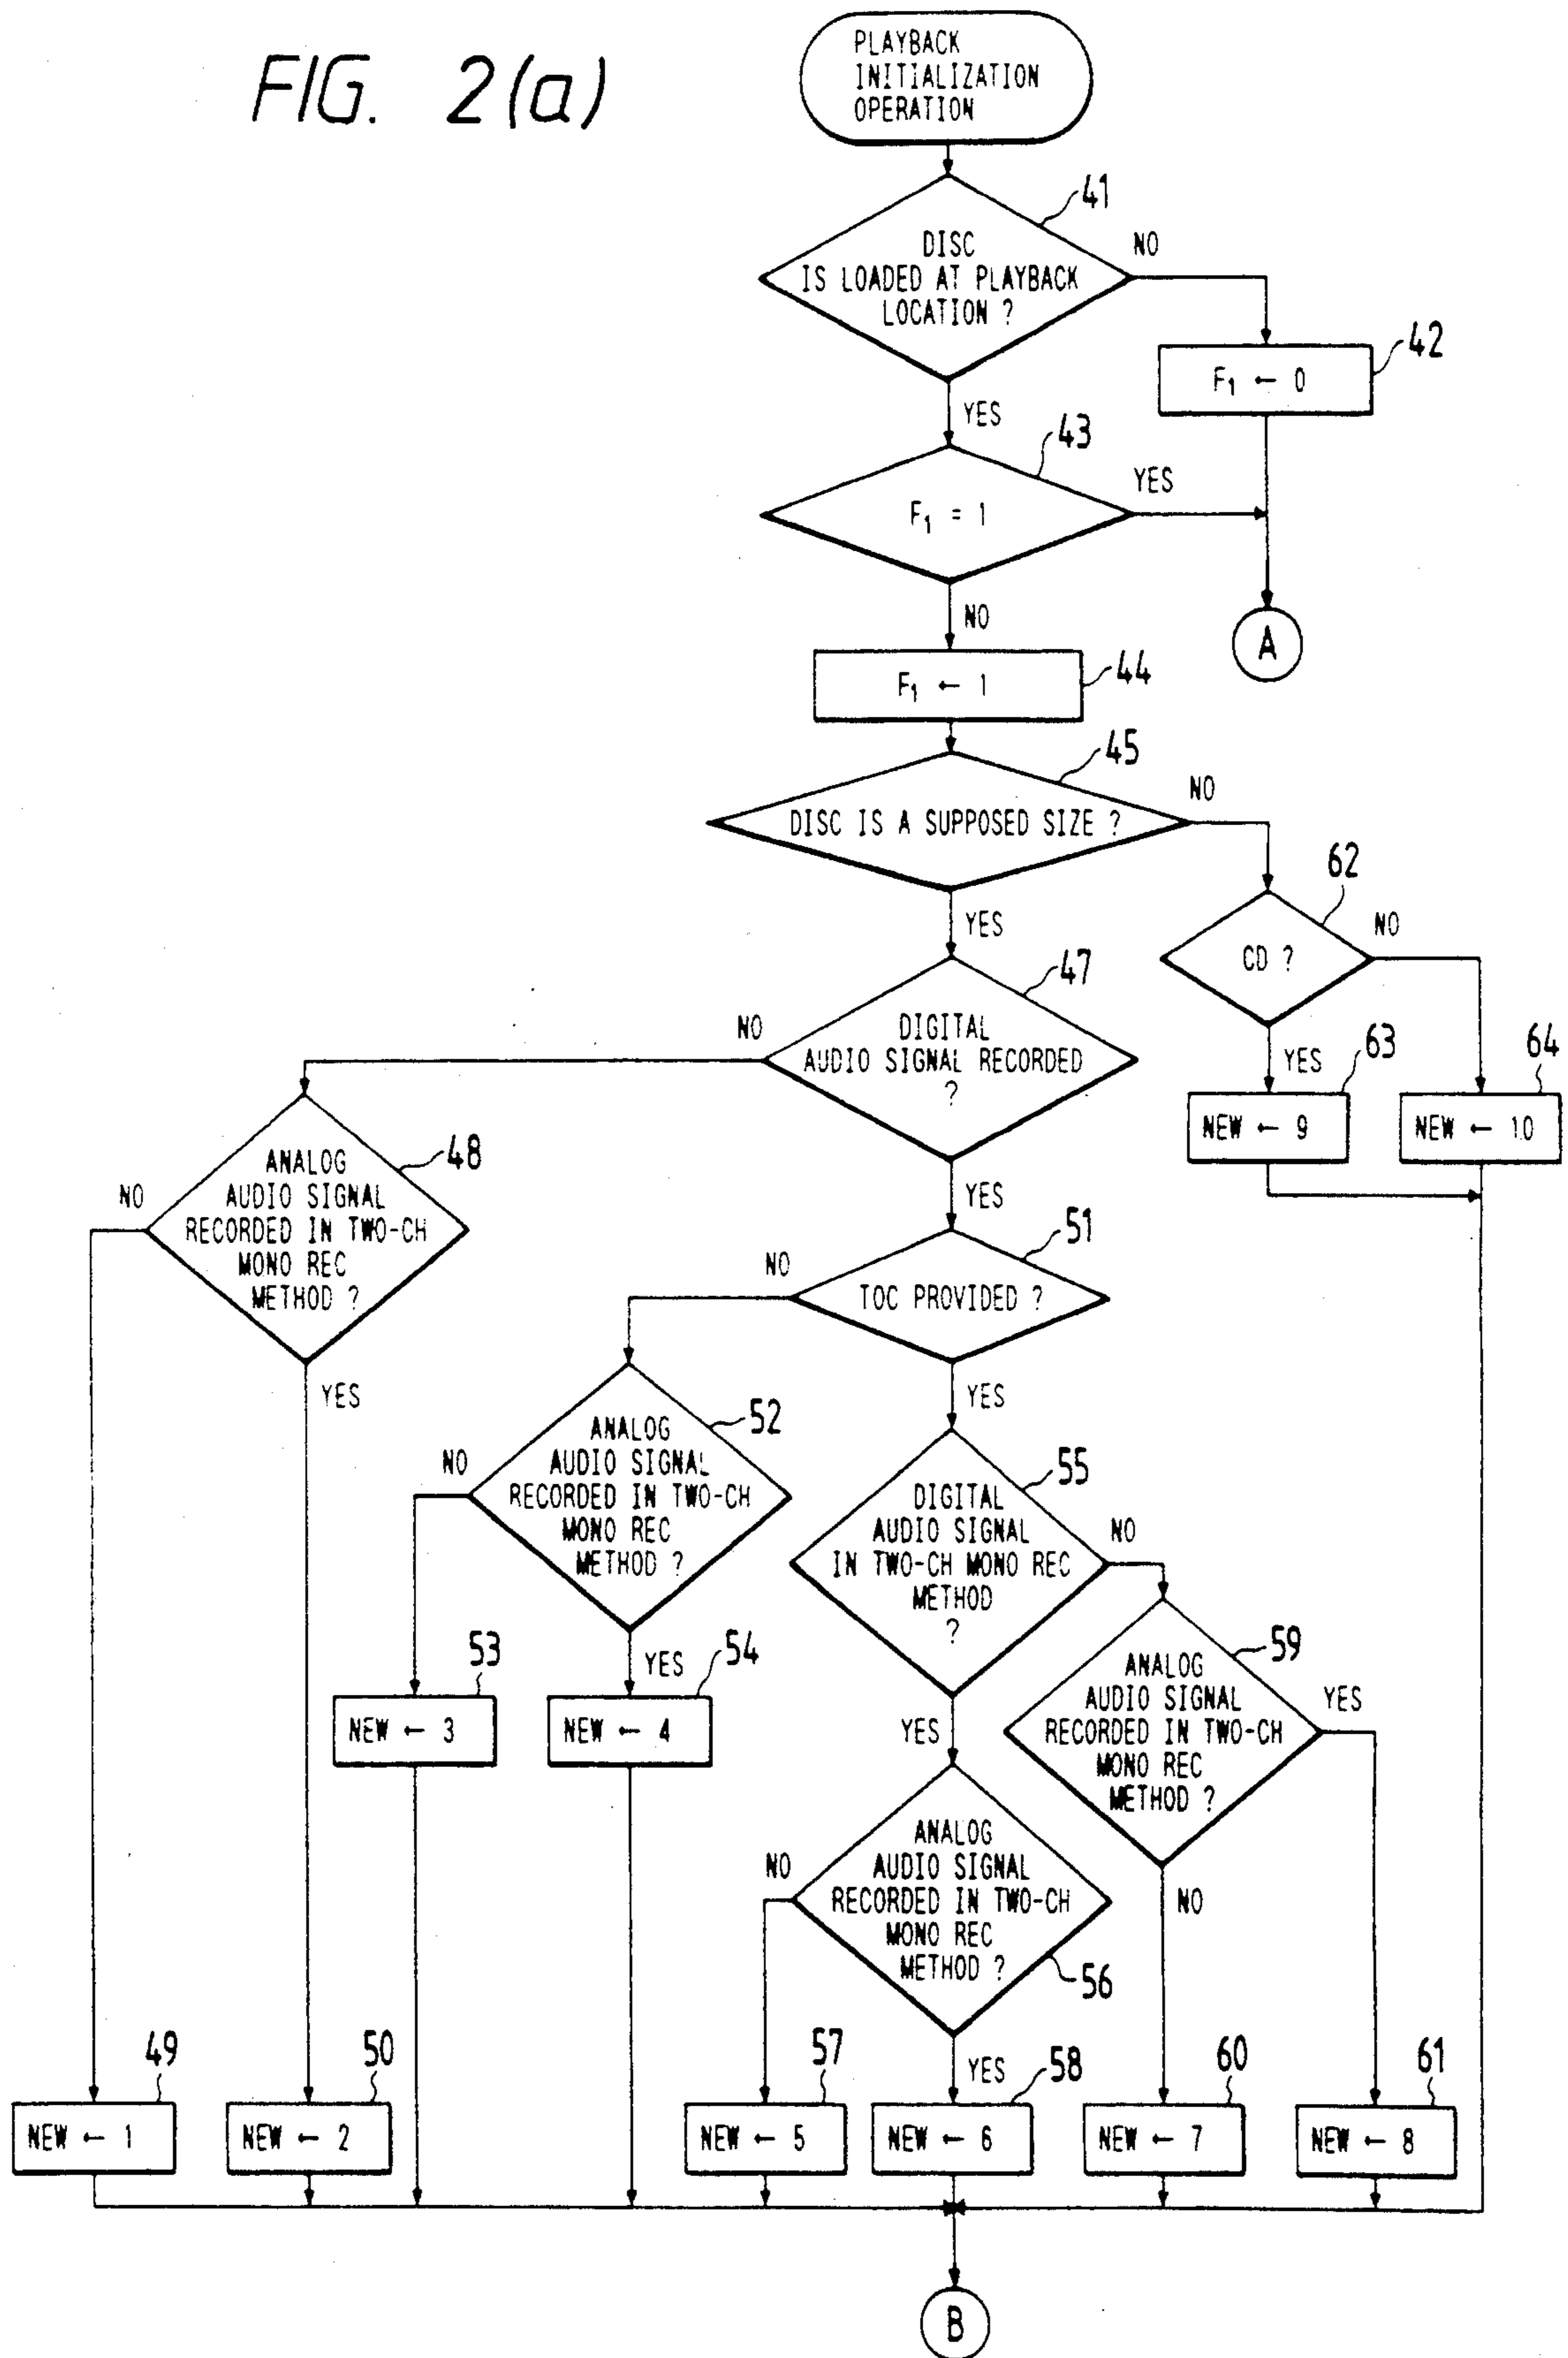 FIG. 2(a)
PLAYBACK
INITIALIZATION
OPERATION
41
DISC
IS LOADED AT PLAYBACK
LOCATION ?
NO
42
F₁ ← 0
YES
43
F₁ = 1
YES
NO
A
44
F₁ ← 1
45
DISC IS A SUPPOSED SIZE ?
NO
YES
62
CD ?
NO
YES
47
DIGITAL
AUDIO SIGNAL RECORDED
?
NO
YES
63
NEW ← 9
64
NEW ← 10
48
ANALOG
AUDIO SIGNAL
RECORDED IN TWO-CH
MONO REC
METHOD ?
NO
YES
51
TOC PROVIDED ?
NO
YES
52
ANALOG
AUDIO SIGNAL
RECORDED IN TWO-CH
MONO REC
METHOD ?
NO
YES
55
DIGITAL
AUDIO SIGNAL
IN TWO-CH MONO REC
METHOD
?
NO
YES
53
NEW ← 3
54
NEW ← 4
59
ANALOG
AUDIO SIGNAL
RECORDED IN TWO-CH
MONO REC
METHOD ?
YES
NO
56
ANALOG
AUDIO SIGNAL
RECORDED IN TWO-CH
MONO REC
METHOD ?
NO
YES
49
NEW ← 1
50
NEW ← 2
57
NEW ← 5
58
NEW ← 6
60
NEW ← 7
61
NEW ← 8
B